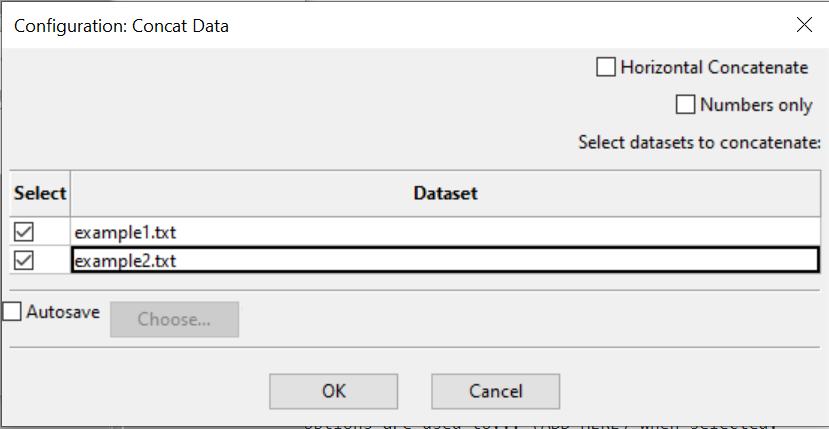 Configuration: Concat Data
Horizontal Concatenate
Numbers only
Select datasets to concatenate:
Select Dataset
example1.txt
example2.txt
Autosave Choose...
OK Cancel